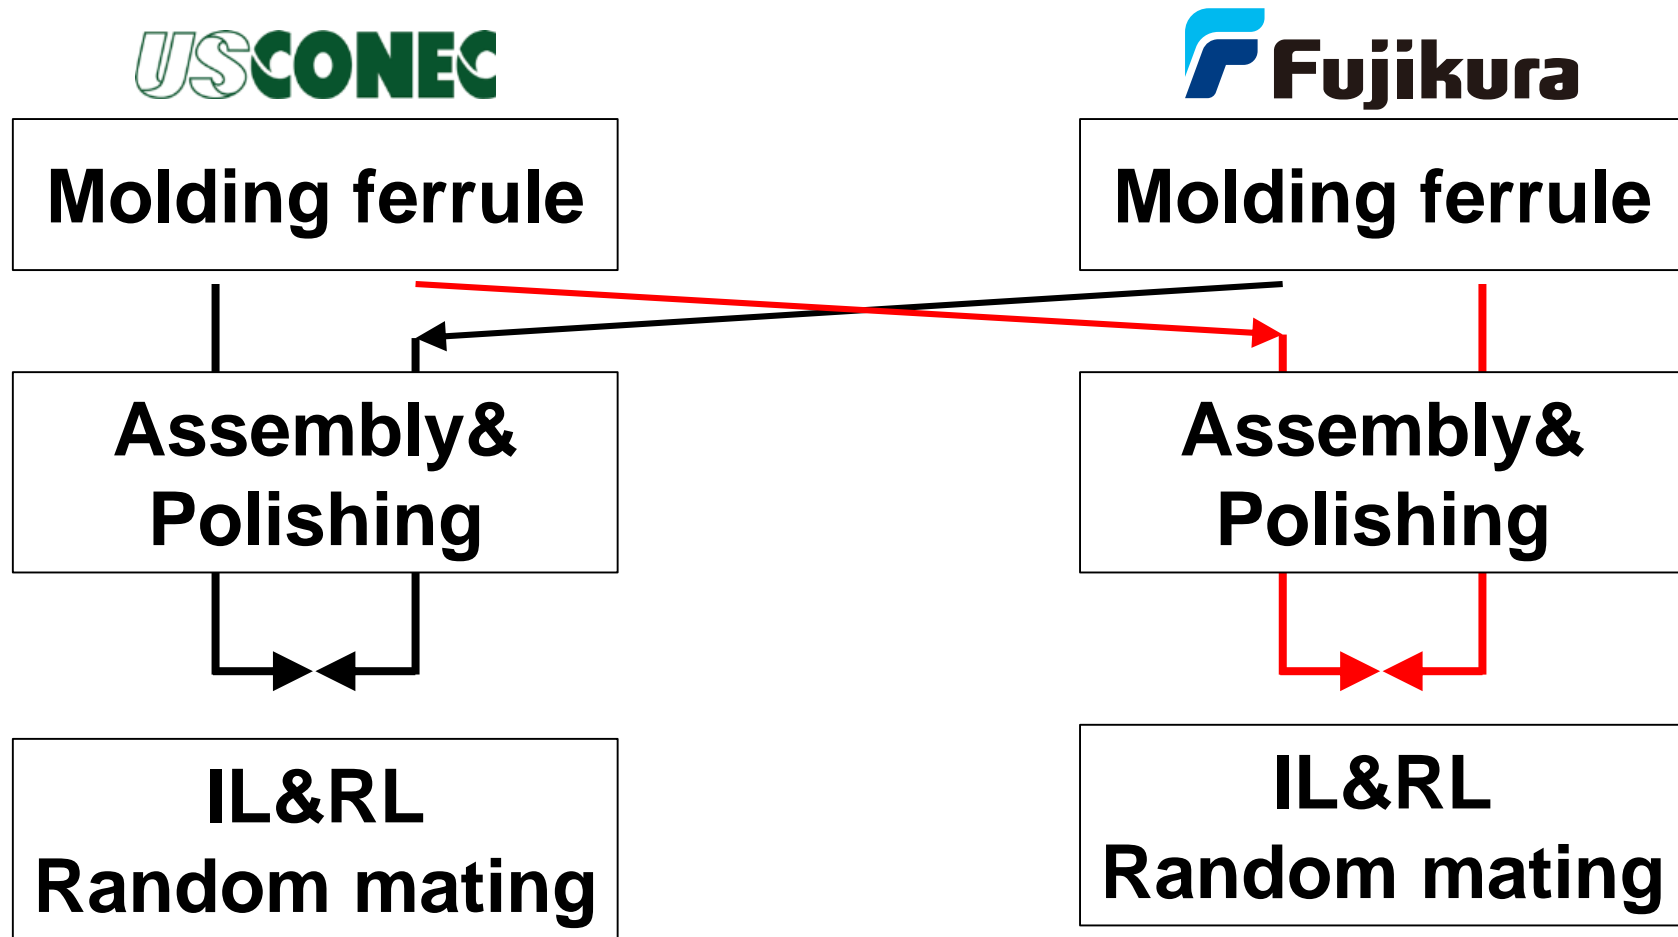 USCONEC
Fujikura
Molding ferrule
Molding ferrule
Assembly&
Polishing
Assembly&
Polishing
IL&RL
Random mating
IL&RL
Random mating